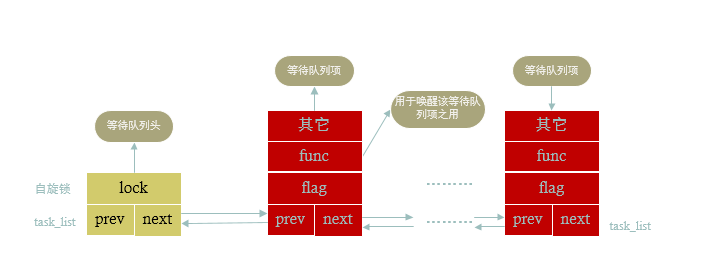 等待队列项
等待队列项
用于唤醒该等待队
列项之用
等待队列头
其它
其它
func
func
自旋锁
lock
flag
flag
task_list
prev
next
prev
next
prev
next
task_list